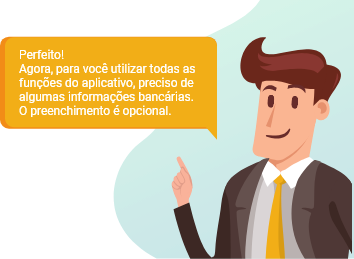 Perfeito!
Agora, para você utilizar todas as
funções do aplicativo, preciso de
algumas informações bancárias.
O preenchimento é opcional.